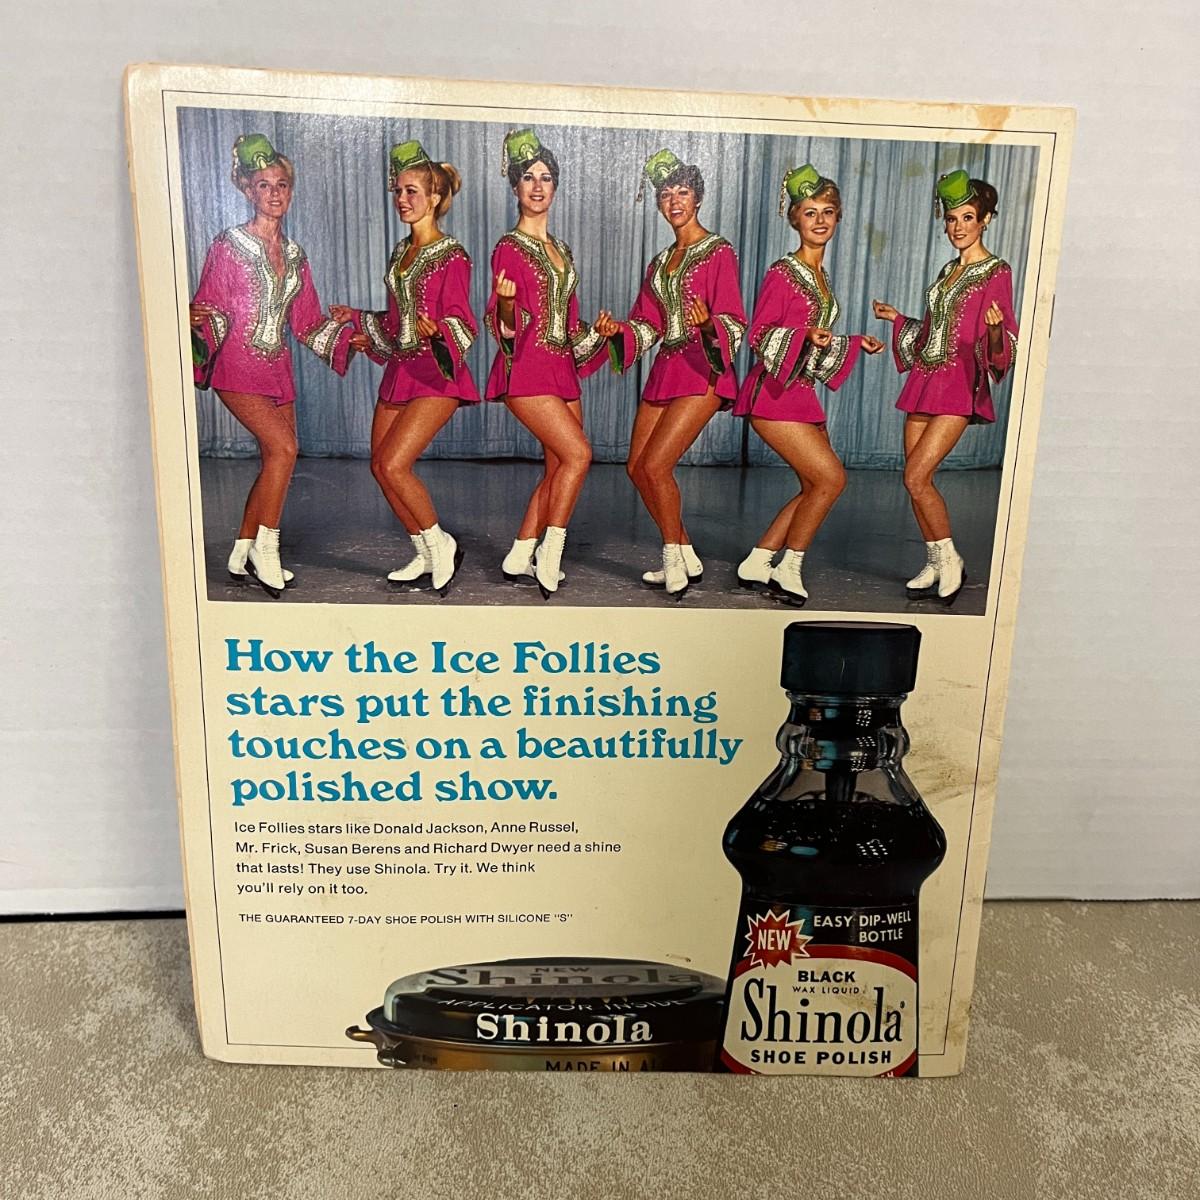 How the Ice Follies
stars put the finishing
touches on a beautifully
polished show.
Ice Follies stars like Donald Jackson, Anne Russel,
Mr. Frick, Susan Berens and Richard Dwyer need a shine
that lasts! They use Shinola. Try it. We think
you'll rely on it too.
THE GUARANTEED 7-DAY SHOE POLISH WITH SILICONE "S"
NEW
Shinola
APPLICATOR INSIDE
Shinola
MADE IN
NEW
EASY DIP-WELL
BOTTLE
BLACK
WAX LIQUID
Shinola
SHOE POLISH